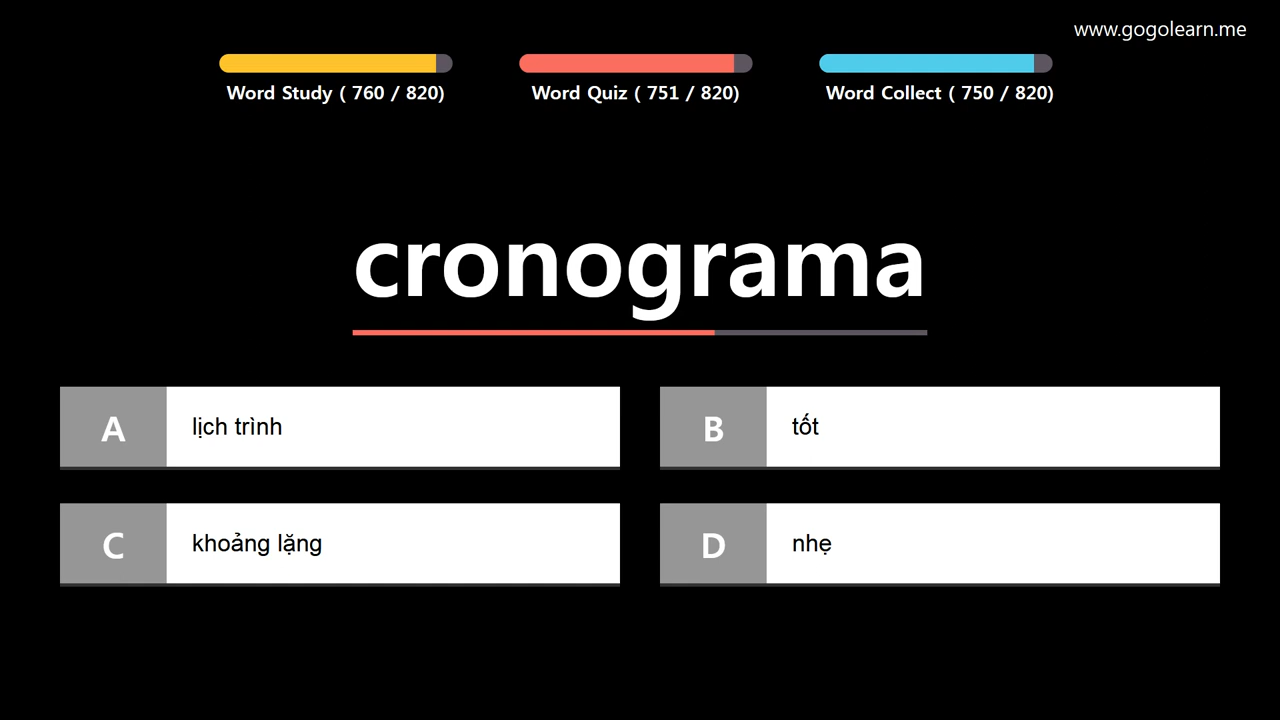 www.gogolearn.me
Word Study ( 760 / 820)
Word Quiz ( 751 / 820)
Word Collect ( 750 / 820)
cronograma
A lịch trình
B tốt
C khoảng lặng
D nhẹ